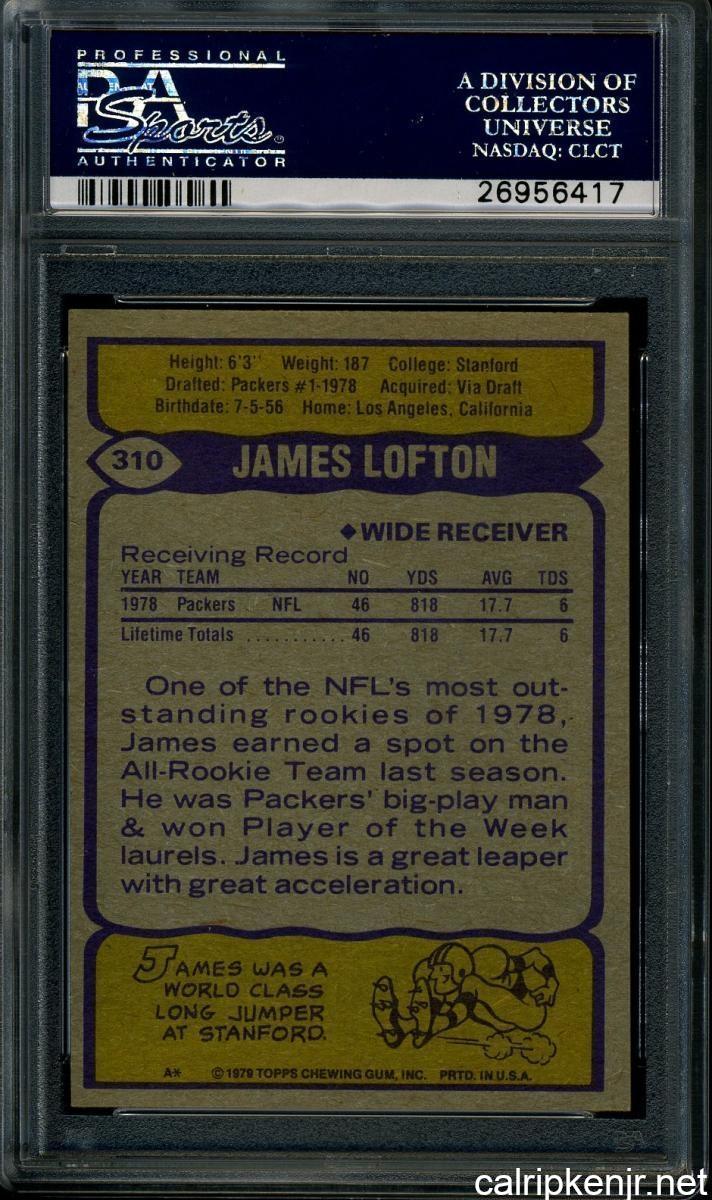 PROFESSIONAL
PSA
Sports®
AUTHENTICATOR
A DIVISION OF
COLLECTORS
UNIVERSE
NASDAQ: CLCT
26956417
Height: 6'3" Weight: 187 College: Stanford
Drafted: Packers #1-1978 Acquired: Via Draft
Birthdate: 7-5-56 Home: Los Angeles, California
310 JAMES LOFTON
◆WIDE RECEIVER
Receiving Record
YEAR TEAM NO YDS AVG TDS
1978 Packers NFL 46 818 17.7 6
Lifetime Totals ........... 46 818 17.7 6
One of the NFL's most out-
standing rookies of 1978,
James earned a spot on the
All-Rookie Team last season.
He was Packers' big-play man
& won Player of the Week
laurels. James is a great leaper
with great acceleration.
JAMES WAS A
WORLD CLASS
LONG JUMPER
AT STANFORD.
A* ©1979 TOPPS CHEWING GUM, INC. PRTD. IN U.S.A.
calripkenjr.net